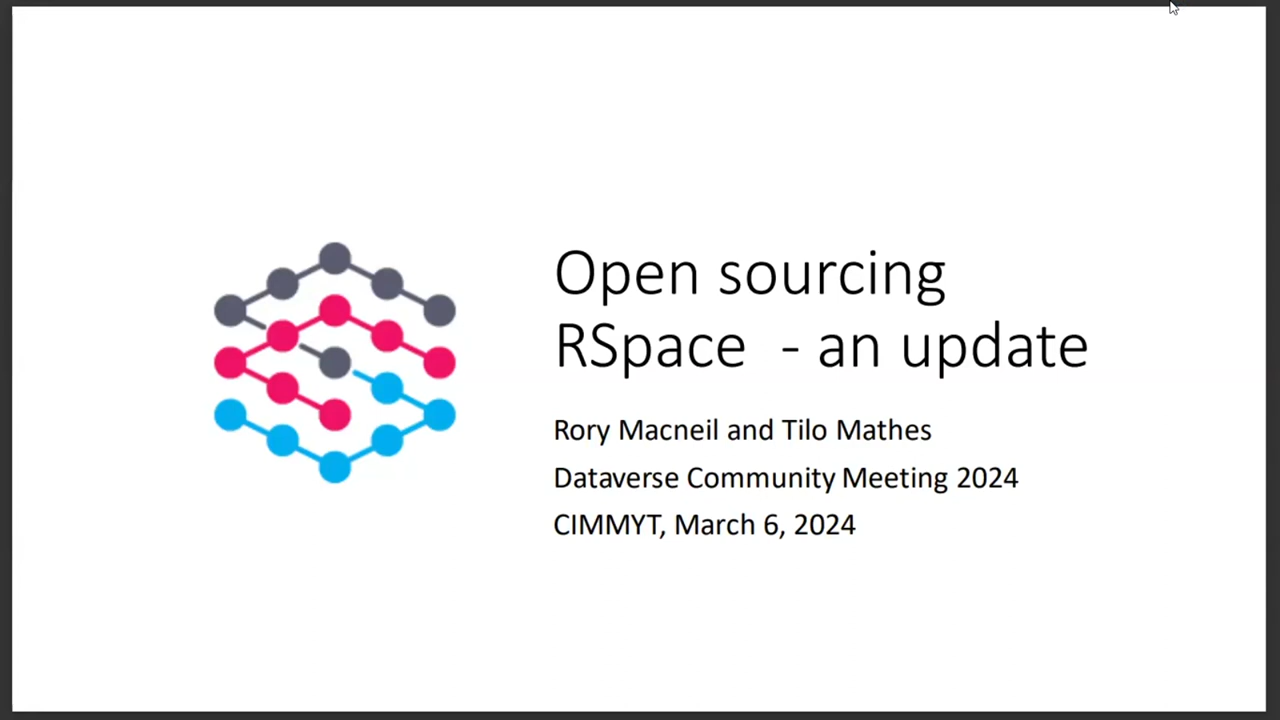 Open sourcing
RSpace - an update
Rory Macneil and Tilo Mathes
Dataverse Community Meeting 2024
CIMMYT, March 6, 2024